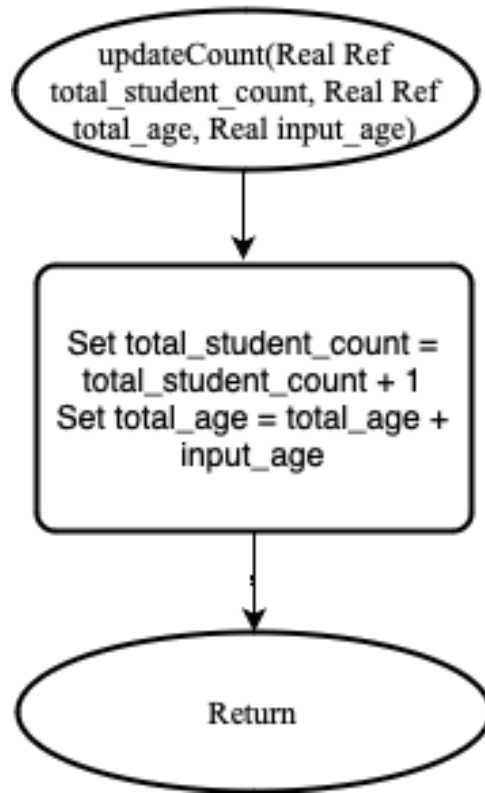 updateCount(Real Ref
total_student_count, Real Ref
total_age, Real input_age)
Set total_student_count =
total_student_count + 1
Set total_age = total_age +
input_age
Return